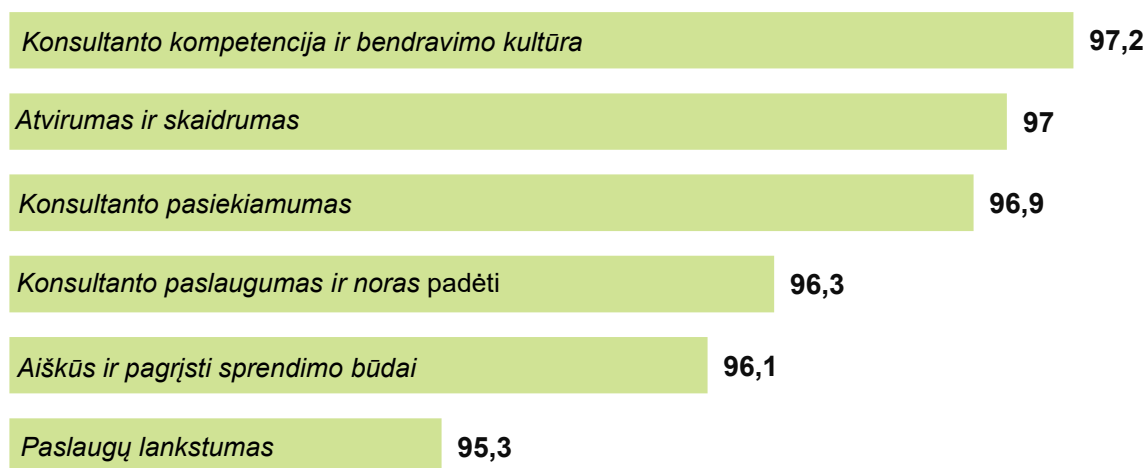 Konsultanto kompetencija ir bendravimo kultūra 97,2
Atvirumas ir skaidrumas 97
Konsultanto pasiekiamumas 96,9
Konsultanto paslaugumas ir noras padėti 96,3
Aiškūs ir pagrįsti sprendimo būdai 96,1
Paslaugų lankstumas 95,3